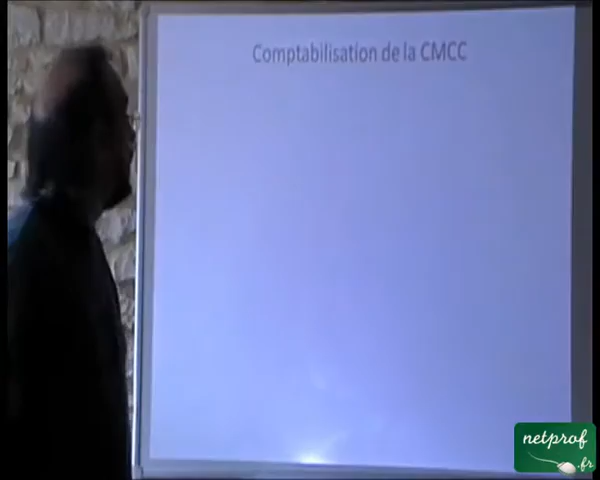 Comptabilisation de la CMCC
netprof
.fr